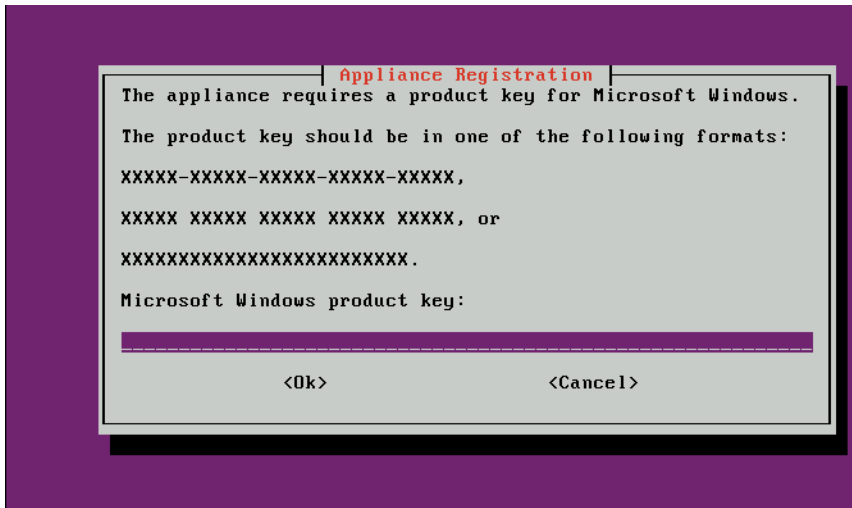 Appliance Registration
The appliance requires a product key for Microsoft Windows.
The product key should be in one of the following formats:
XXXXX-XXXXX-XXXXX-XXXXX-XXXXX,
XXXXX XXXXX XXXXX XXXXX XXXXX, or
XXXXXXXXXXXXXXXXXXXXXXXXX.
Microsoft Windows product key:
<Ok> <Cancel>